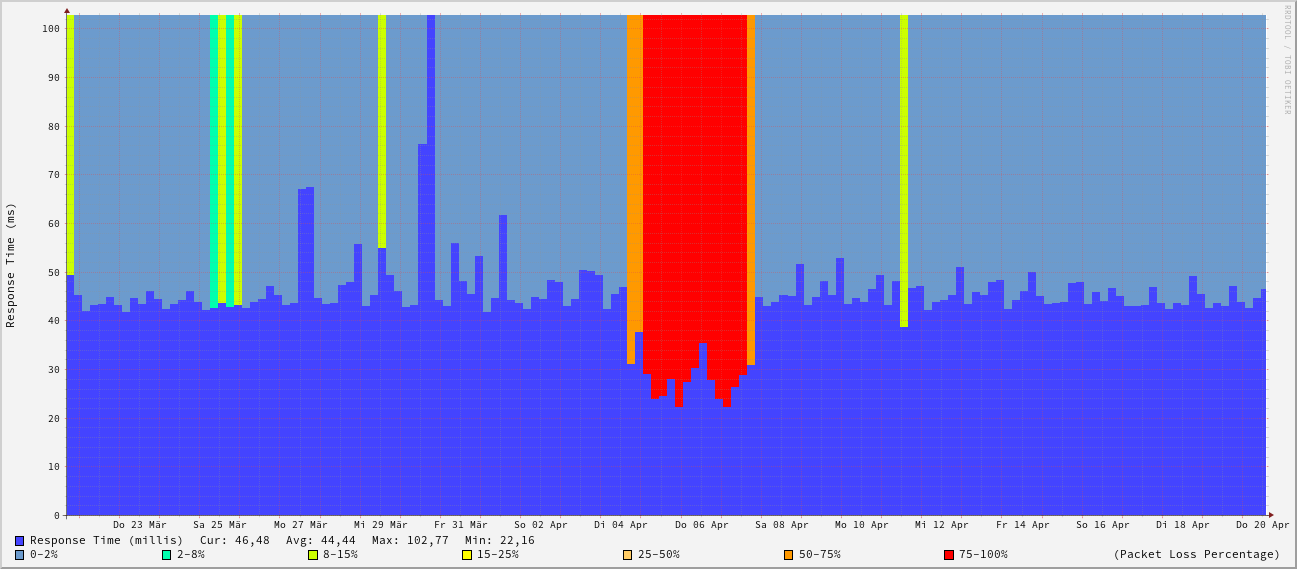 RRDTOOL / TOBI OETIKER
Response Time (ms)
100
90
80
70
60
50
40
30
20
10
0
Do 23 Mär Sa 25 Mär Mo 27 Mär Mi 29 Mär Fr 31 Mär So 02 Apr Di 04 Apr Do 06 Apr Sa 08 Apr Mo 10 Apr Mi 12 Apr Fr 14 Apr So 16 Apr Di 18 Apr Do 20 Apr
Response Time (millis) Cur: 46,48 Avg: 44,44 Max: 102,77 Min: 22,16
0-2% 2-8% 8-15% 15-25% 25-50% 50-75% 75-100% (Packet Loss Percentage)